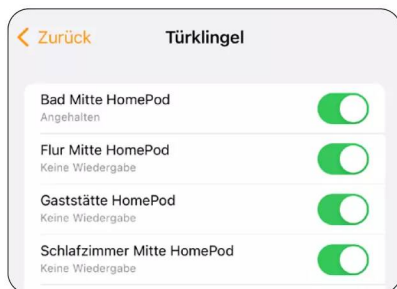 Zurück
Türklingel
Bad Mitte HomePod
Angehalten
Flur Mitte HomePod
Keine Wiedergabe
Gaststätte HomePod
Keine Wiedergabe
Schlafzimmer Mitte HomePod
Keine Wiedergabe